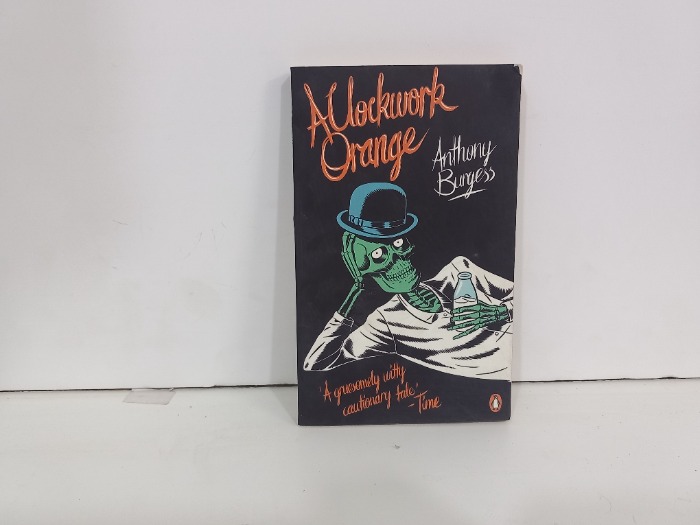 A Clockwork
Orange
Anthony
Burgess
'A gruesomely witty
cautionary tale'
-Time